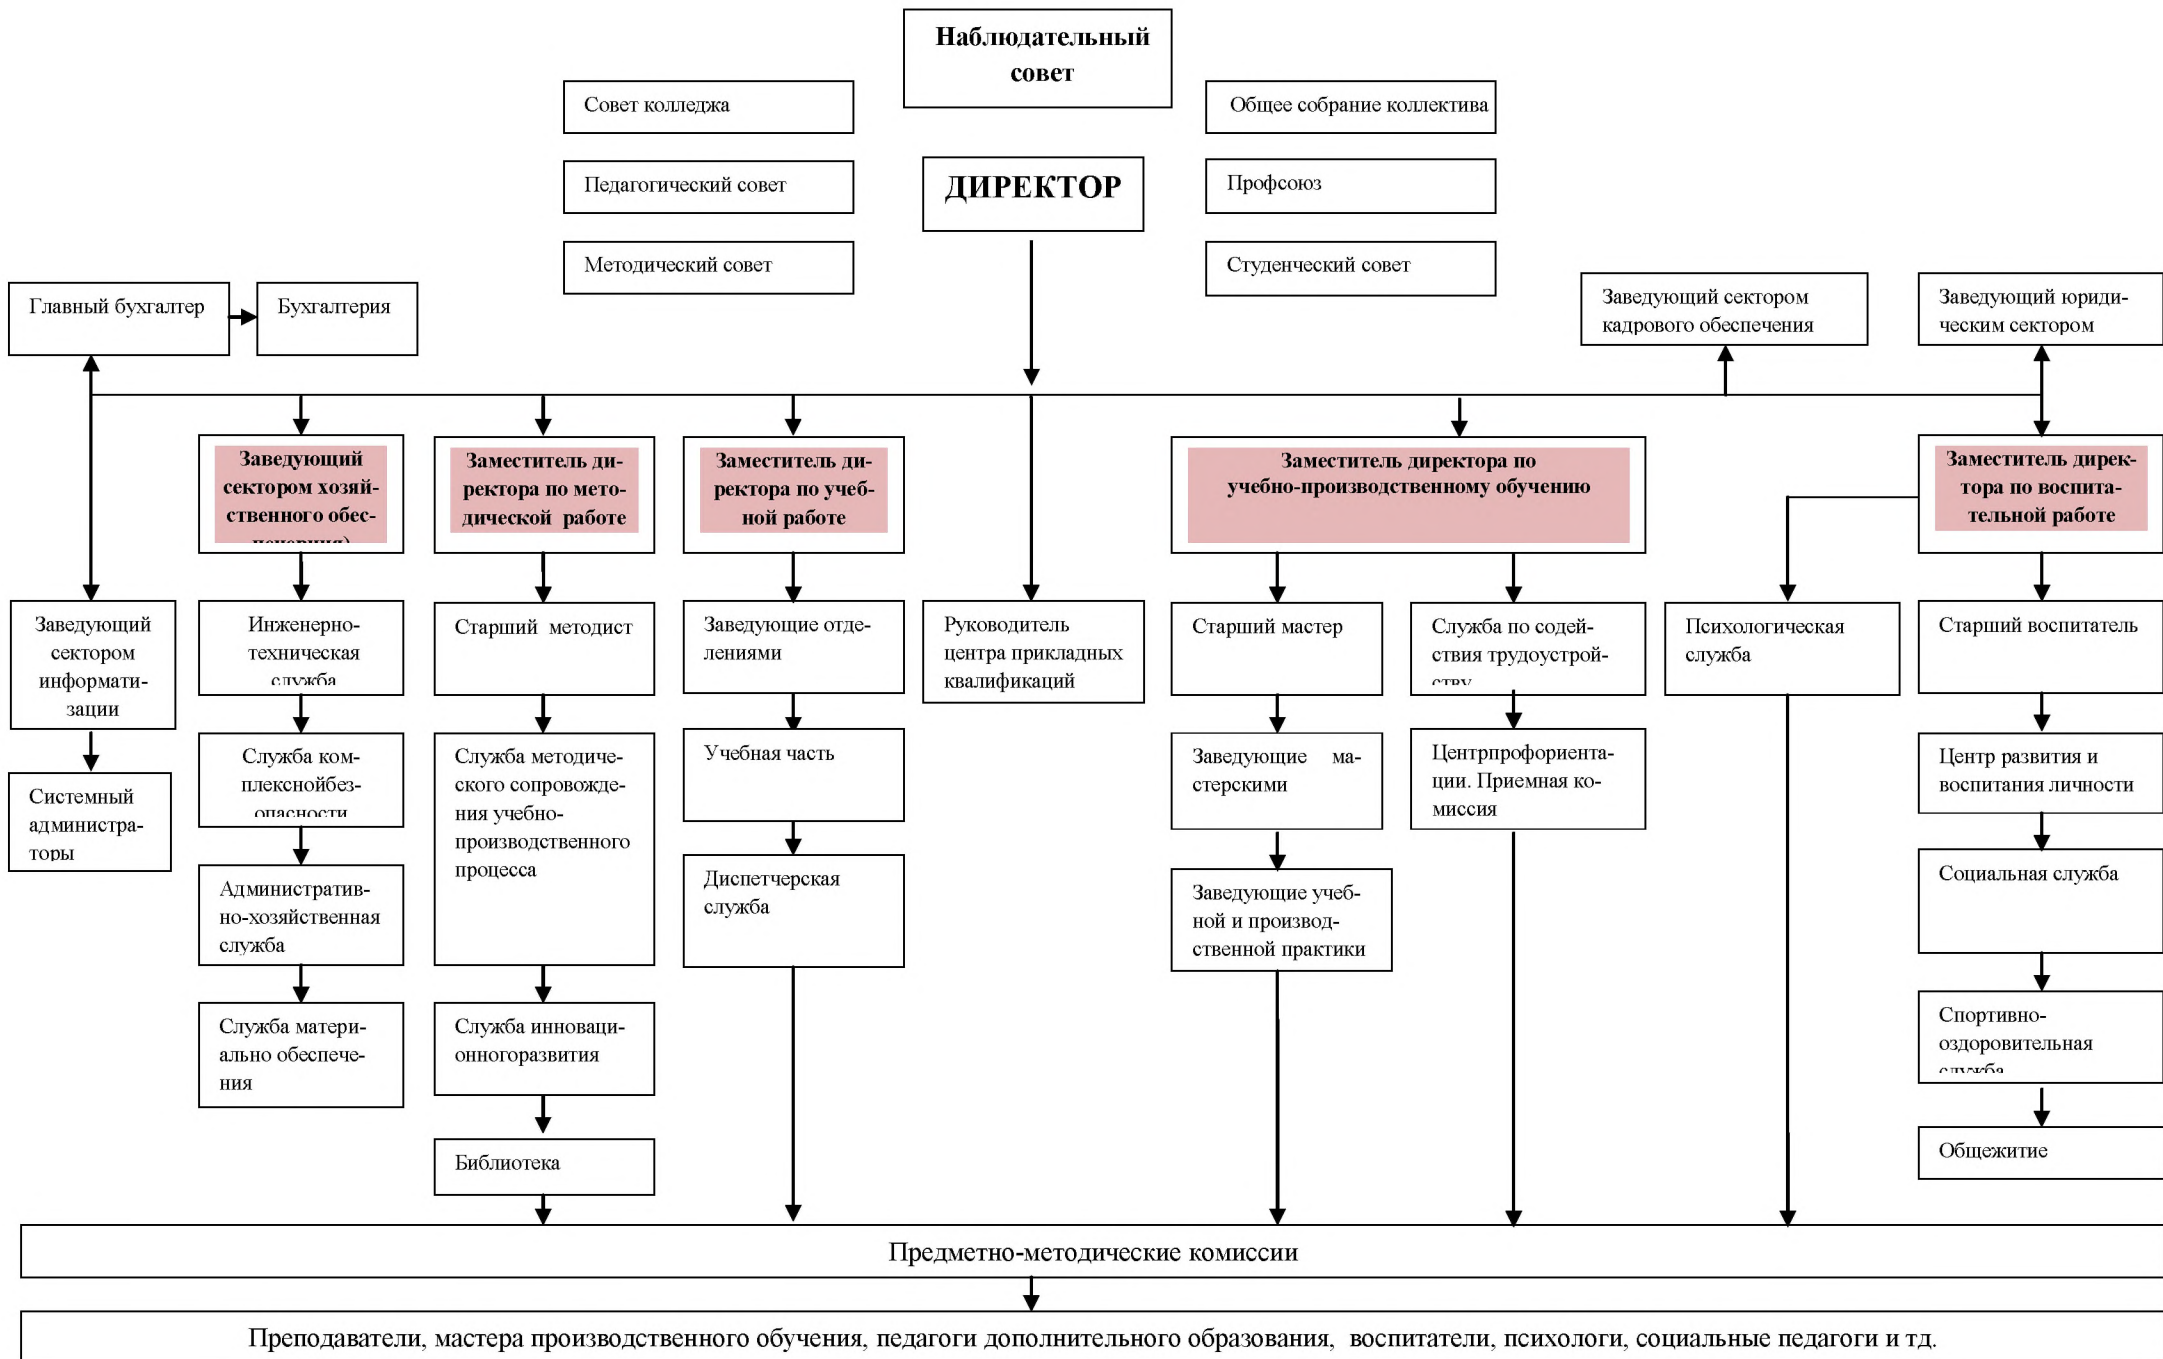 Наблюдательный
совет
Совет колледжа
Общее собрание коллектива
Педагогический совет
ДИРЕКТОР
Профсоюз
Методический совет
Студенческий совет
Главный бухгалтер
Бухгалтерия
Заведующий сектором
кадрового обеспечения
Заведующий юриди-
ческим сектором
Заведующий
сектором хозяй-
ственного обес-
Заместитель ди-
ректора по мето-
дической работе
Заместитель ди-
ректора по учеб-
ной работе
Заместитель директора по
учебно-производственному обучению
Заместитель дирек-
тора по воспита-
тельной работе
Заведующий
сектором
информати-
зации
Инженерно-
техническая
служба
Старший методист
Заведующие отде-
лениями
Руководитель
центра прикладных
квалификаций
Старший мастер
Служба по содей-
ствия трудоустрой-
ству
Психологическая
служба
Старший воспитатель
Системный
администра-
торы
Служба ком-
плекснойбез-
опасности
Служба методиче-
ского сопровожде-
ния учебно-
производственного
процесса
Учебная часть
Заведующие ма-
стерскими
Центрпрофориента-
ции. Приемная ко-
миссия
Центр развития и
воспитания личности
Административ-
но-хозяйственная
служба
Диспетчерская
служба
Заведующие учеб-
ной и производ-
ственной практики
Социальная служба
Служба матери-
ально обеспече-
ния
Служба инноваци-
онногоразвития
Спортивно-
оздоровительная
служба
Библиотека
Общежитие
Предметно-методические комиссии
Преподаватели, мастера производственного обучения, педагоги дополнительного образования, воспитатели, психологи, социальные педагоги и тд.